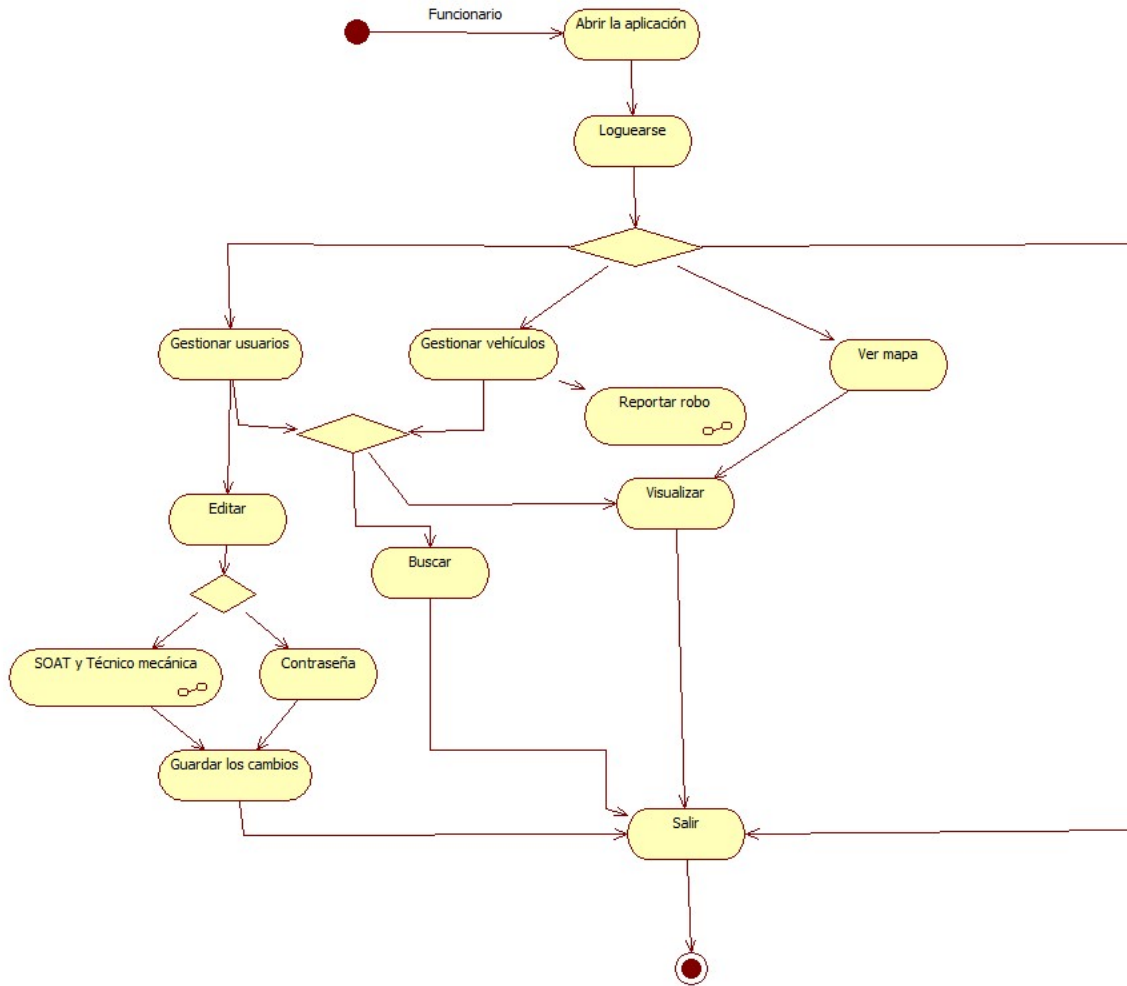 Funcionario
Abrir la aplicación
Loguearse
Gestionar usuarios
Gestionar vehículos
Ver mapa
Reportar robo
Visualizar
Editar
Buscar
SOAT y Técnico mecánica
Contraseña
Guardar los cambios
Salir